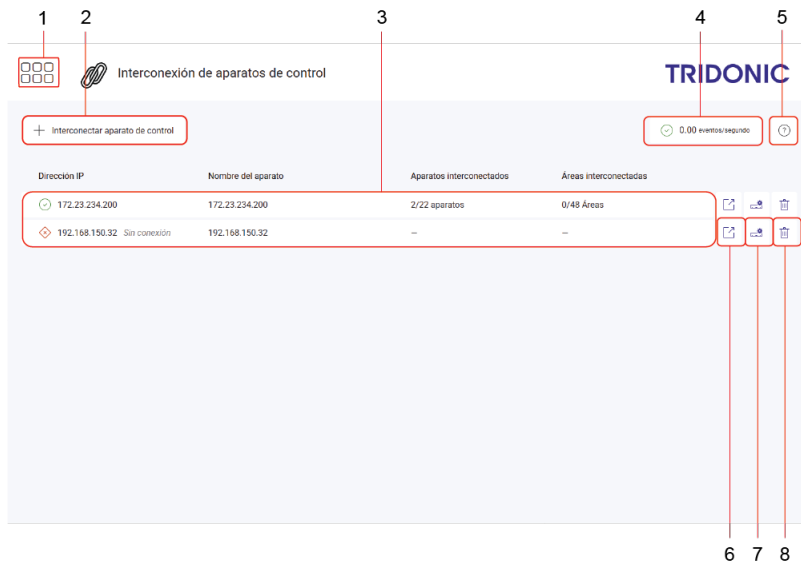 1 2 3 4 5
Interconexión de aparatos de control
TRIDONIC
Interconectar aparato de control
0.00 eventos/segundo
?
Dirección IP Nombre del aparato Aparatos interconectados Áreas interconectadas
172.23.234.200 172.23.234.200 2/22 aparatos 0/48 Áreas
192.168.150.32 Sin conexión 192.168.150.32 – –
6 7 8